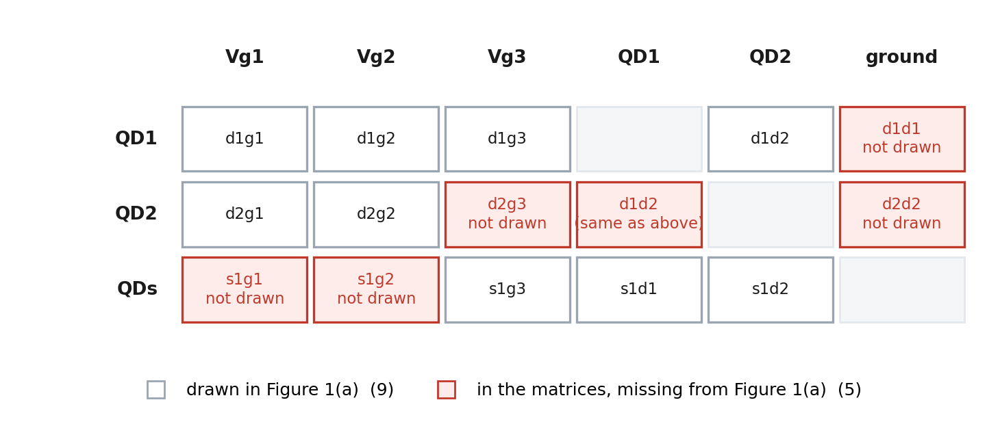 Vg1 Vg2 Vg3 QD1 QD2 ground
QD1 d1g1 d1g2 d1g3 d1d2 d1d1
not drawn
QD2 d2g1 d2g2 d2g3
not drawn
d1d2
(same as above)
d2d2
not drawn
QDs s1g1
not drawn
s1g2
not drawn
s1g3 s1d1 s1d2
drawn in Figure 1(a) (9)
in the matrices, missing from Figure 1(a) (5)